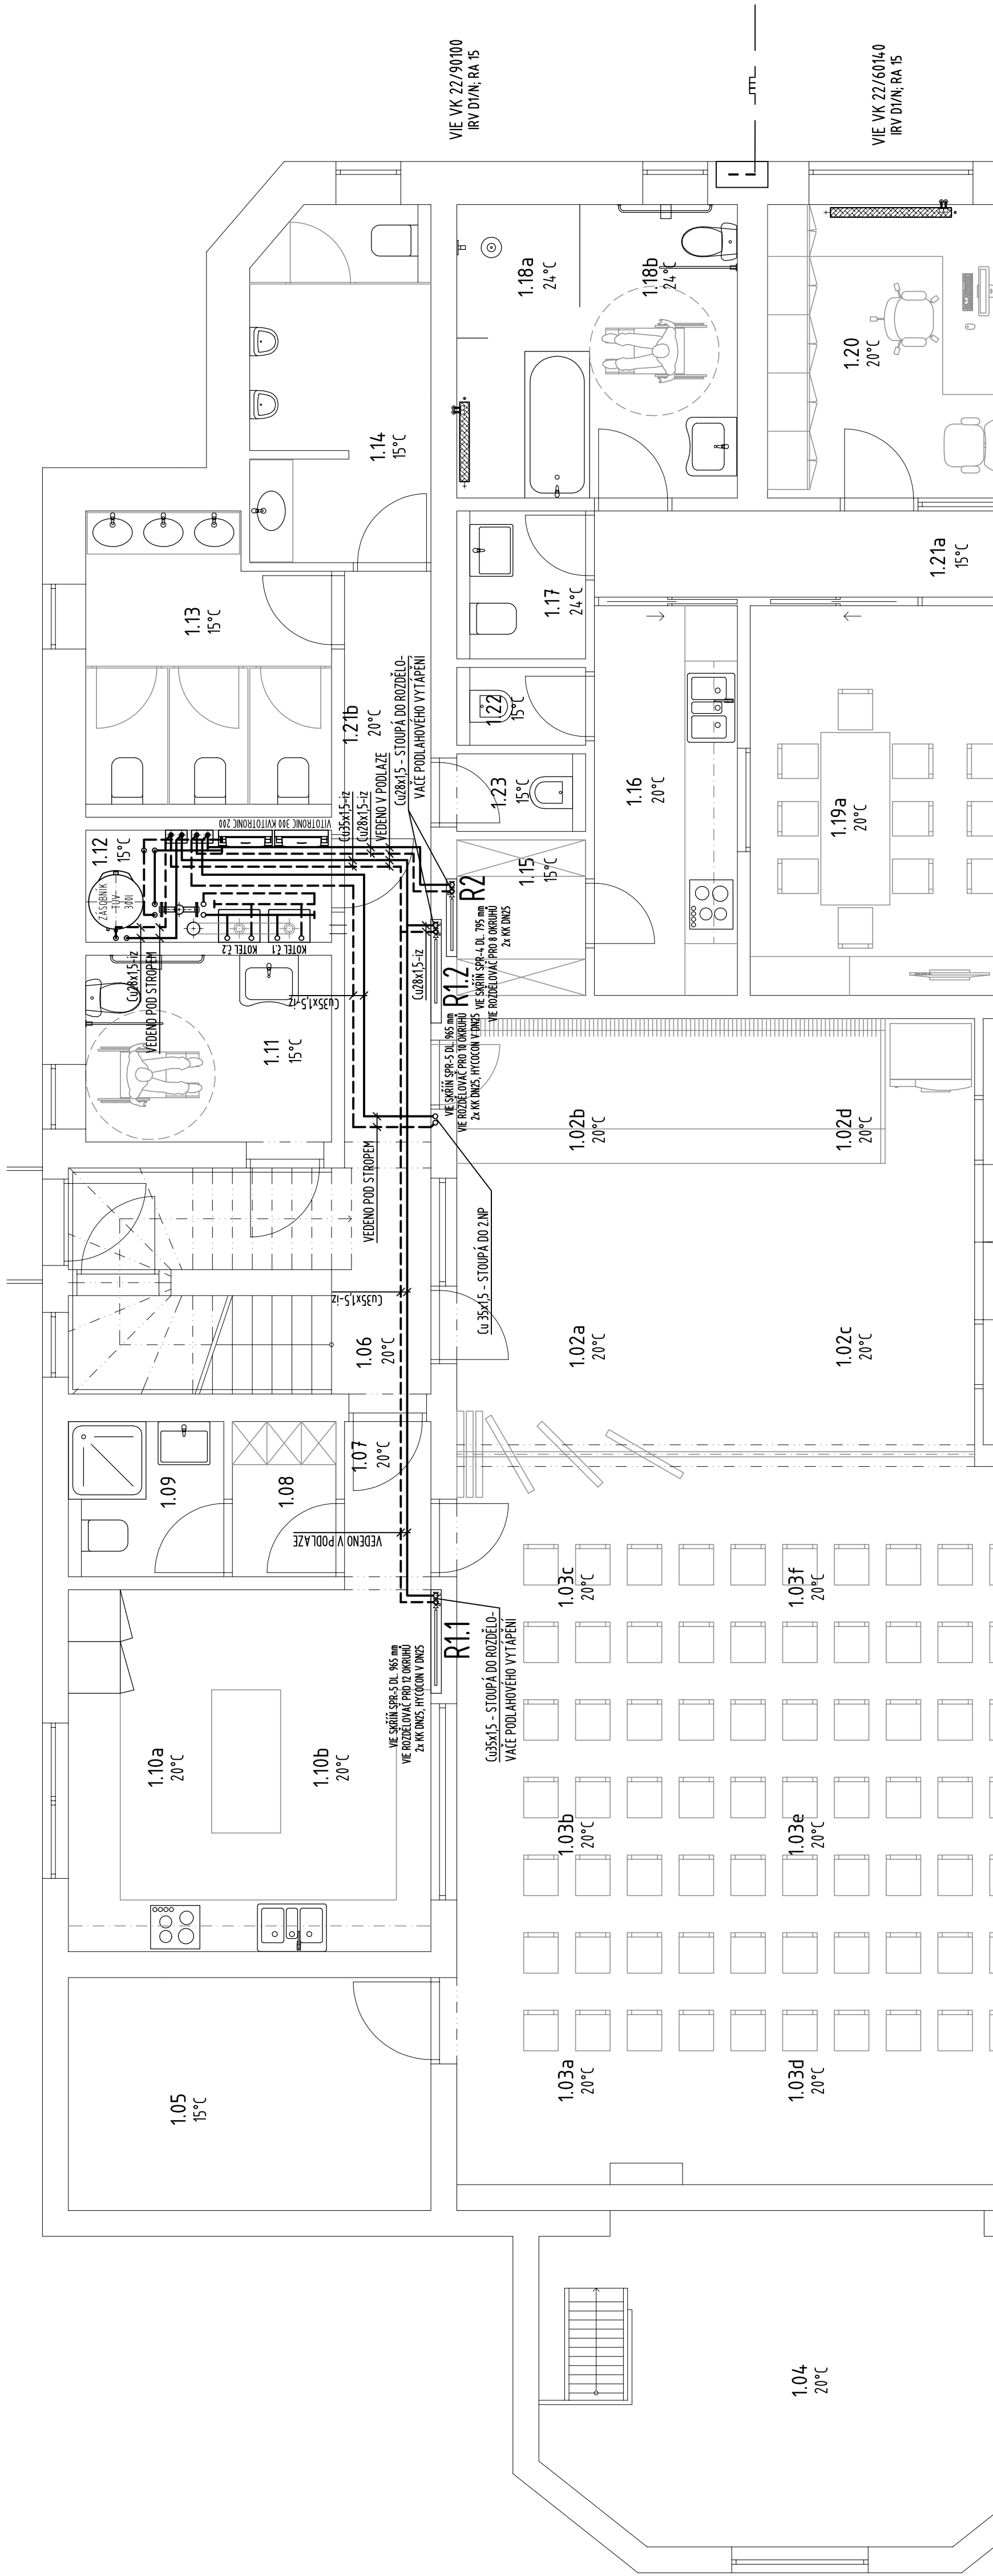 VIE VK 22/90100
IRV D1/N; RA 15
VIE VK 22/60140
IRV D1/N; RA 15
1.14
15°C
1.18a
24°C
1.18b
24°C
1.20
20°C
1.13
15°C
1.17
24°C
1.21a
15°C
1.21b
20°C
1.22
15°C
1.23
15°C
1.16
20°C
1.19a
20°C
1.15
15°C
Cu28x1,5 - STOUPÁ DO ROZDĚLO-
VAČE PODLAHOVÉHO VYTÁPĚNÍ
Cu35x1,5-iz
Cu28x1,5-iz
VEDENO V PODLAZE
VITOTRONIC 200 K
VITOTRONIC 300
1.12
15°C
ZÁSOBNÍK
TUV
300l
KOTEL č.2
KOTEL č.1
Cu28x1,5-iz
VEDENO POD STROPEM
Cu35x1,5-iz
Cu28x1,5-iz
1.11
15°C
R2
VIE SKŘÍŇ SPR-4 DL. 795 mm
VIE ROZDĚLOVAČ PRO 8 OKRUHŮ
2x KK DN25
R1.2
VIE SKŘÍŇ SPR-5 DL. 965 mm
VIE ROZDĚLOVAČ PRO 10 OKRUHŮ
2x KK DN25, HYCOCON V DN25
VEDENO POD STROPEM
Cu 35x1,5 - STOUPÁ DO 2.NP
1.02b
20°C
1.02d
20°C
Cu35x1,5-iz
1.06
20°C
1.02a
20°C
1.02c
20°C
1.07
20°C
1.09
1.08
VEDENO V PODLAZE
R1.1
VIE SKŘÍŇ SPR-5 DL. 965 mm
VIE ROZDĚLOVAČ PRO 12 OKRUHŮ
2x KK DN25, HYCOCON V DN25
Cu35x1,5 - STOUPÁ DO ROZDĚLO-
VAČE PODLAHOVÉHO VYTÁPĚNÍ
1.03c
20°C
1.03f
20°C
1.10a
20°C
1.10b
20°C
1.03b
20°C
1.03e
20°C
1.05
15°C
1.03a
20°C
1.03d
20°C
1.04
20°C